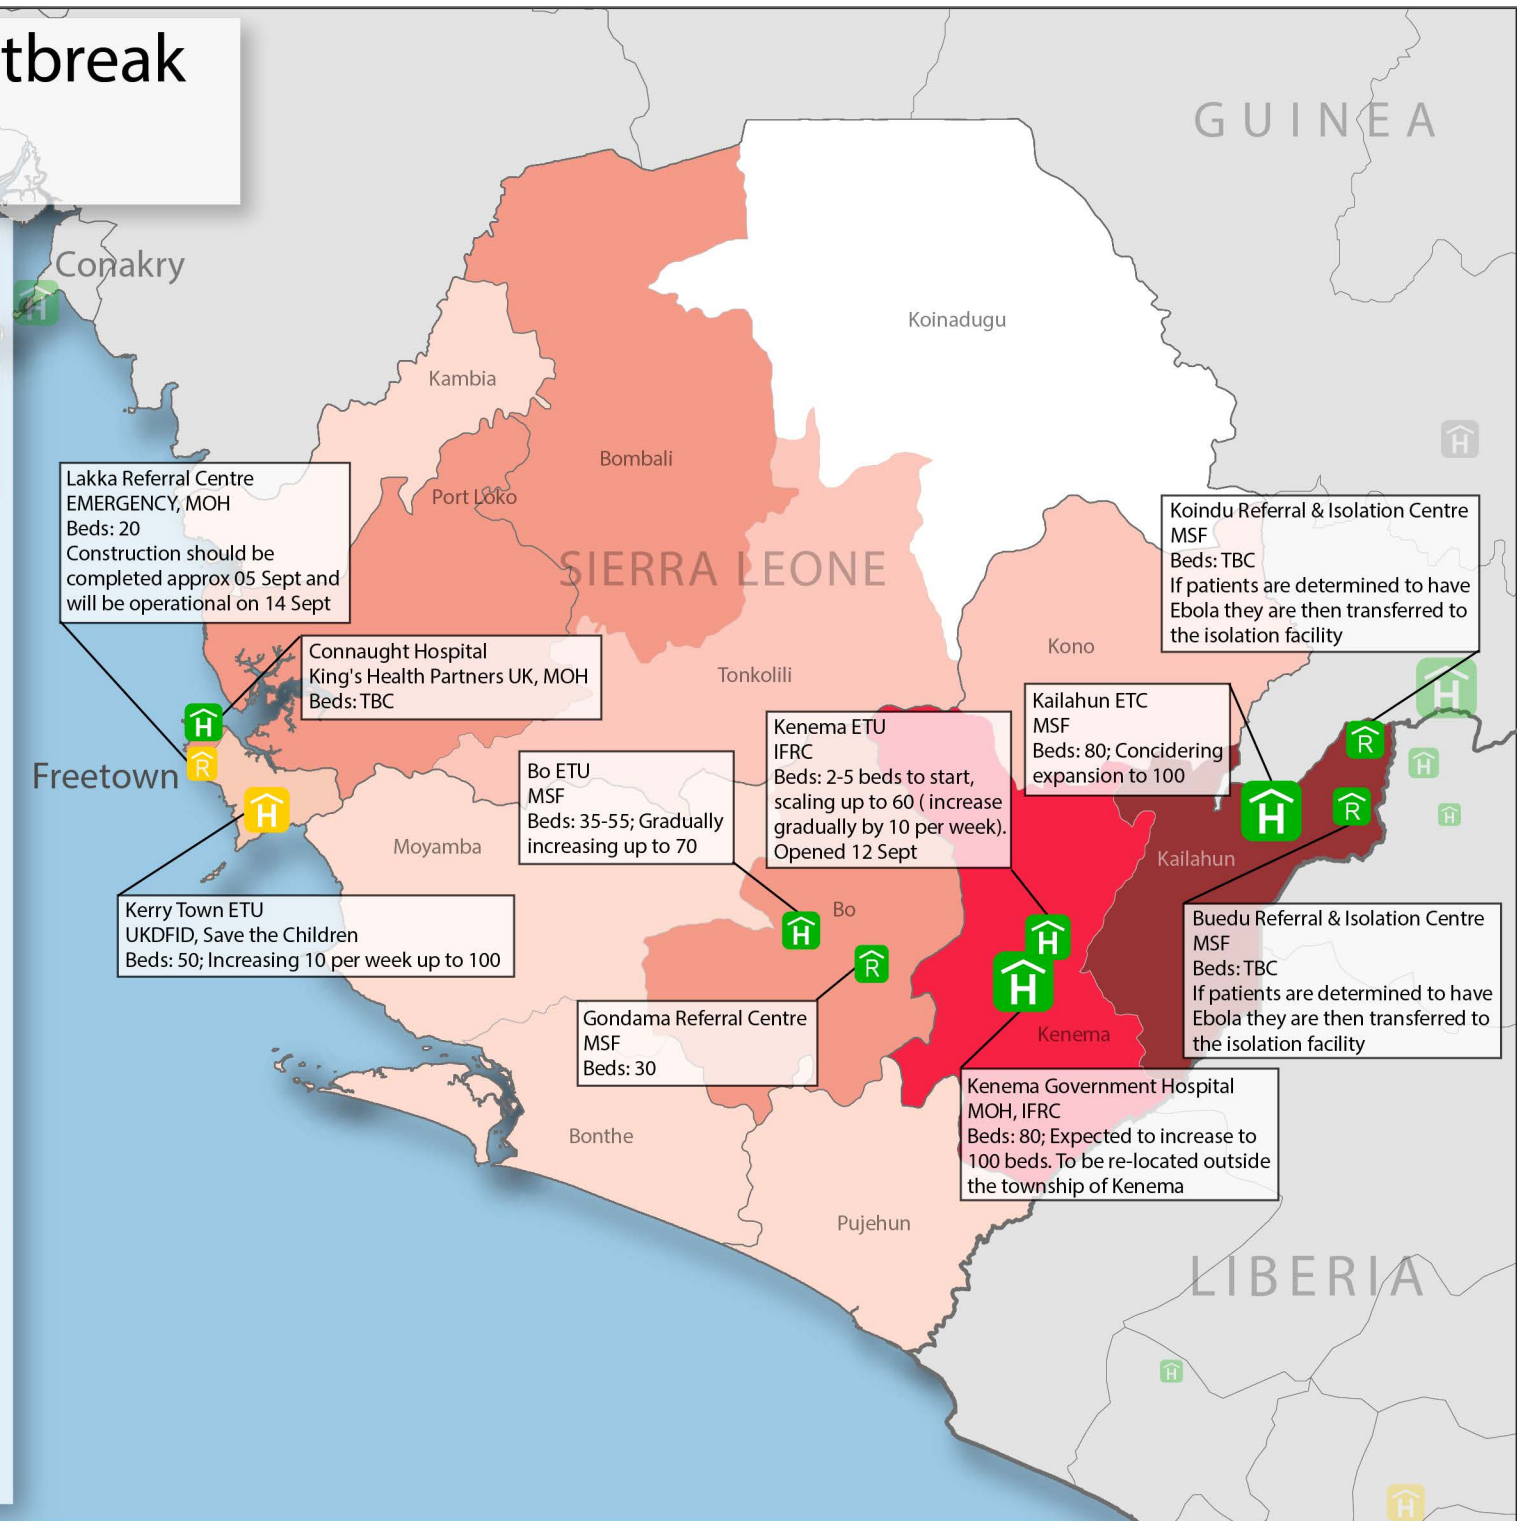 tbreak
GUINEA
Conakry
Koinadugu
Kambia
Bombali
Port Loko
SIERRA LEONE
Lakka Referral Centre
EMERGENCY, MOH
Beds: 20
Construction should be
completed approx 05 Sept and
will be operational on 14 Sept
Koindu Referral & Isolation Centre
MSF
Beds: TBC
If patients are determined to have
Ebola they are then transferred to
the isolation facility
Connaught Hospital
King's Health Partners UK, MOH
Beds: TBC
Kono
Tonkolili
Kailahun ETC
MSF
Beds: 80; Concidering
expansion to 100
Kenema ETU
IFRC
Beds: 2-5 beds to start,
scaling up to 60 ( increase
gradually by 10 per week).
Opened 12 Sept
H
R
Freetown
Bo ETU
MSF
Beds: 35-55; Gradually
increasing up to 70
H
R
H
R
H
H
H
H
H
Moyamba
Kailahun
Kerry Town ETU
UKDFID, Save the Children
Beds: 50; Increasing 10 per week up to 100
Bo
H
R
H
H
Buedu Referral & Isolation Centre
MSF
Beds: TBC
If patients are determined to have
Ebola they are then transferred to
the isolation facility
Gondama Referral Centre
MSF
Beds: 30
Kenema
Kenema Government Hospital
MOH, IFRC
Beds: 80; Expected to increase to
100 beds. To be re-located outside
the township of Kenema
Bonthe
Pujehun
LIBERIA
H
H
H
H